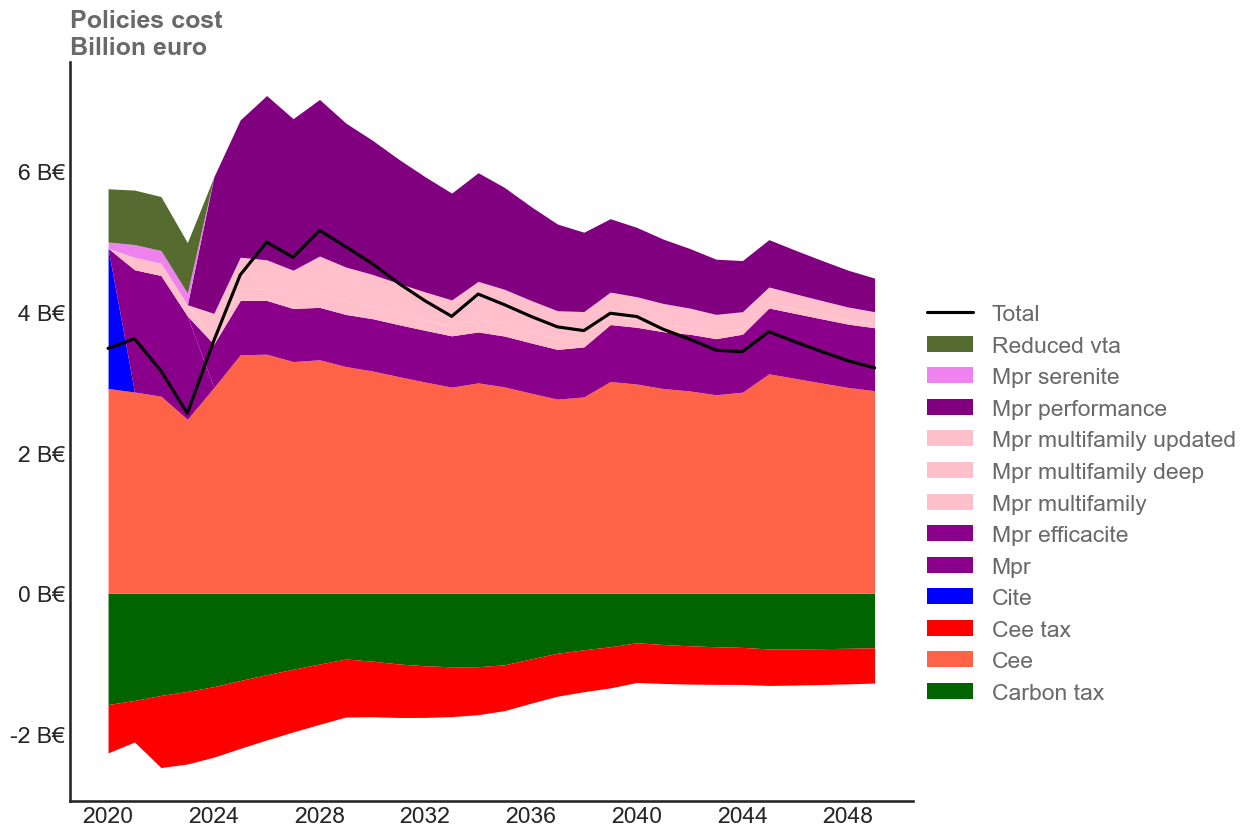 Policies cost
Billion euro
6 B€
4 B€
2 B€
0 B€
-2 B€
2020 2024 2028 2032 2036 2040 2044 2048
Total
Reduced vta
Mpr serenite
Mpr performance
Mpr multifamily updated
Mpr multifamily deep
Mpr multifamily
Mpr efficacite
Mpr
Cite
Cee tax
Cee
Carbon tax